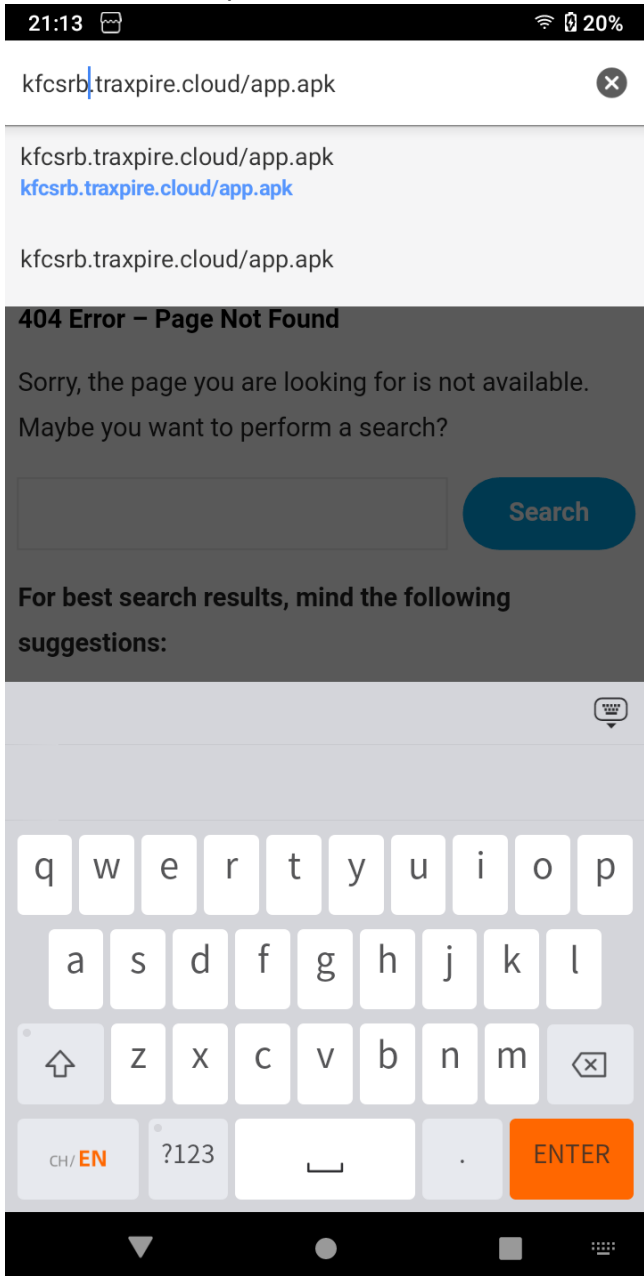 21:13
20%
kfcsrb.traxpire.cloud/app.apk
kfcsrb.traxpire.cloud/app.apk
kfcsrb.traxpire.cloud/app.apk
kfcsrb.traxpire.cloud/app.apk
404 Error – Page Not Found
Sorry, the page you are looking for is not available.
Maybe you want to perform a search?
Search
For best search results, mind the following
suggestions:
q w e r t y u i o p
a s d f g h j k l
z x c v b n m
CH/EN ?123 . ENTER